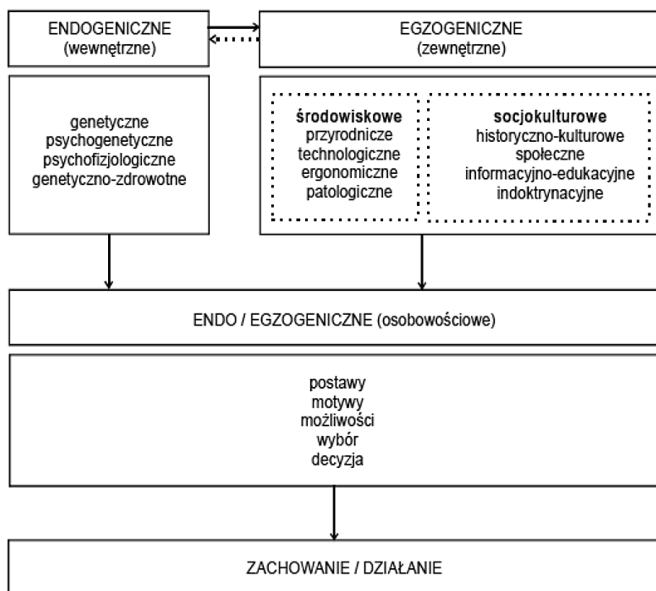 ENDOGENICZNE
(wewnętrzne)
EGZOGENICZNE
(zewnętrzne)
genetyczne
psychogenetyczne
psychofizjologiczne
genetyczno-zdrowotne
środowiskowe
przyrodnicze
technologiczne
ergonomiczne
patologiczne
socjokulturowe
historyczno-kulturowe
społeczne
informacyjno-edukacyjne
indoktrynacyjne
ENDO / EGZOGENICZNE (osobowościowe)
postawy
motywy
możliwości
wybór
decyzja
ZACHOWANIE / DZIAŁANIE